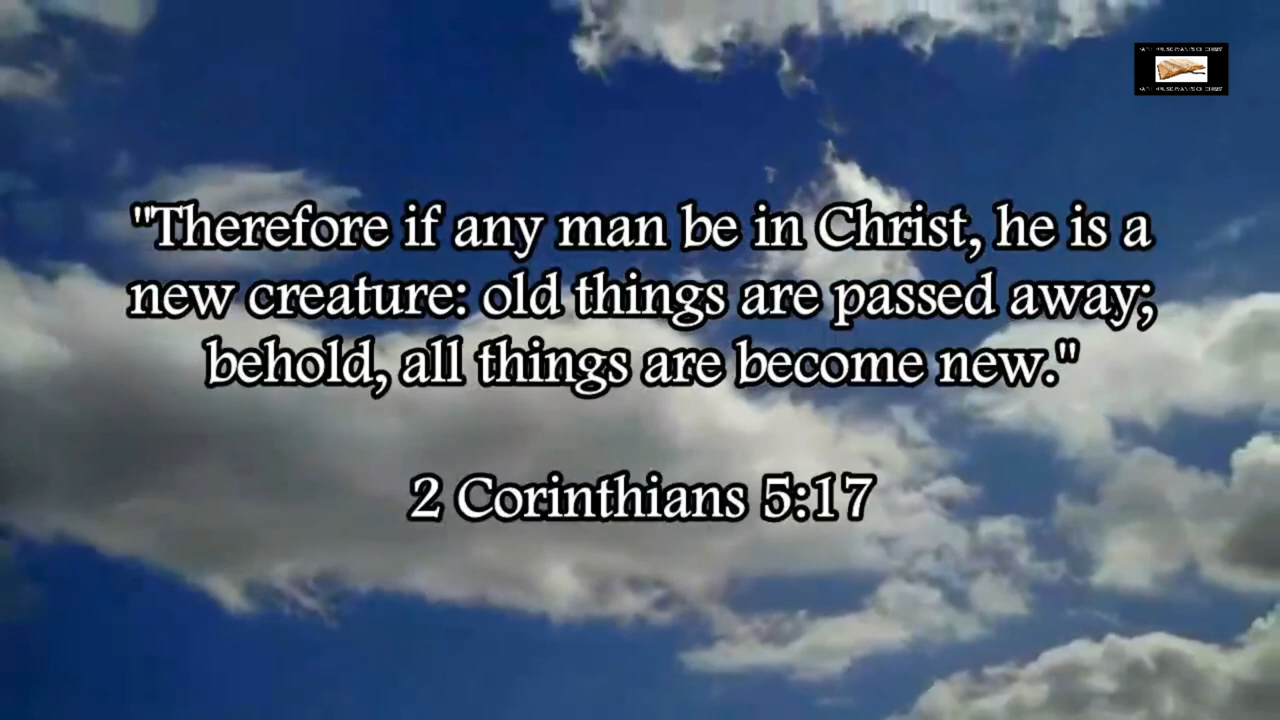 "Therefore if any man be in Christ, he is a
new creature: old things are passed away;
behold, all things are become new."
2 Corinthians 5:17